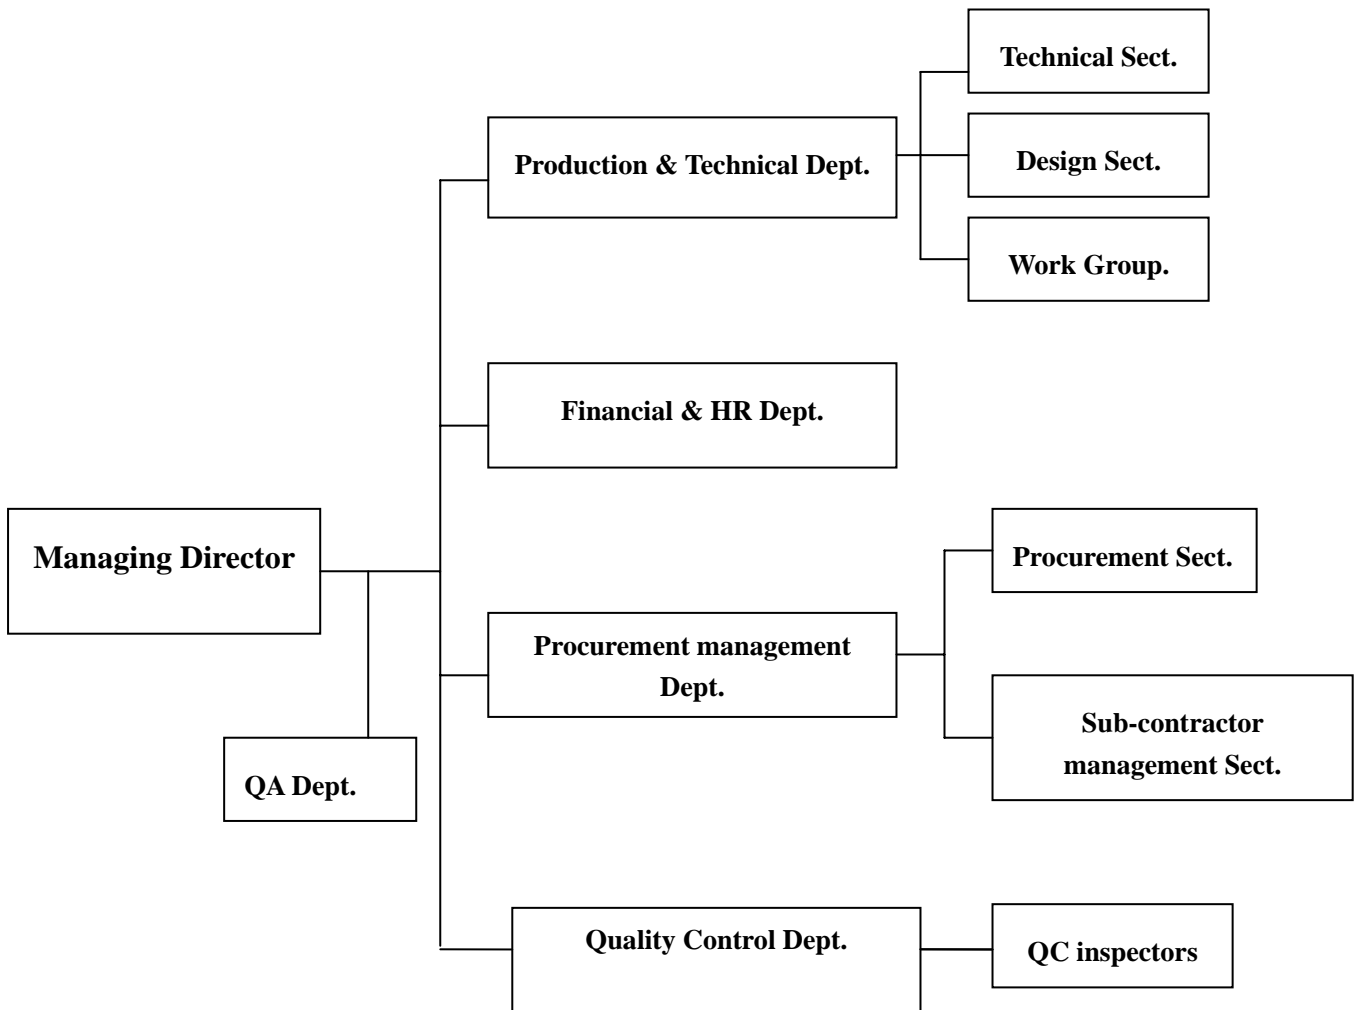 Technical Sect.
Production & Technical Dept.
Design Sect.
Work Group.
Financial & HR Dept.
Managing Director
Procurement Sect.
Procurement management
Dept.
Sub-contractor
management Sect.
QA Dept.
Quality Control Dept.
QC inspectors